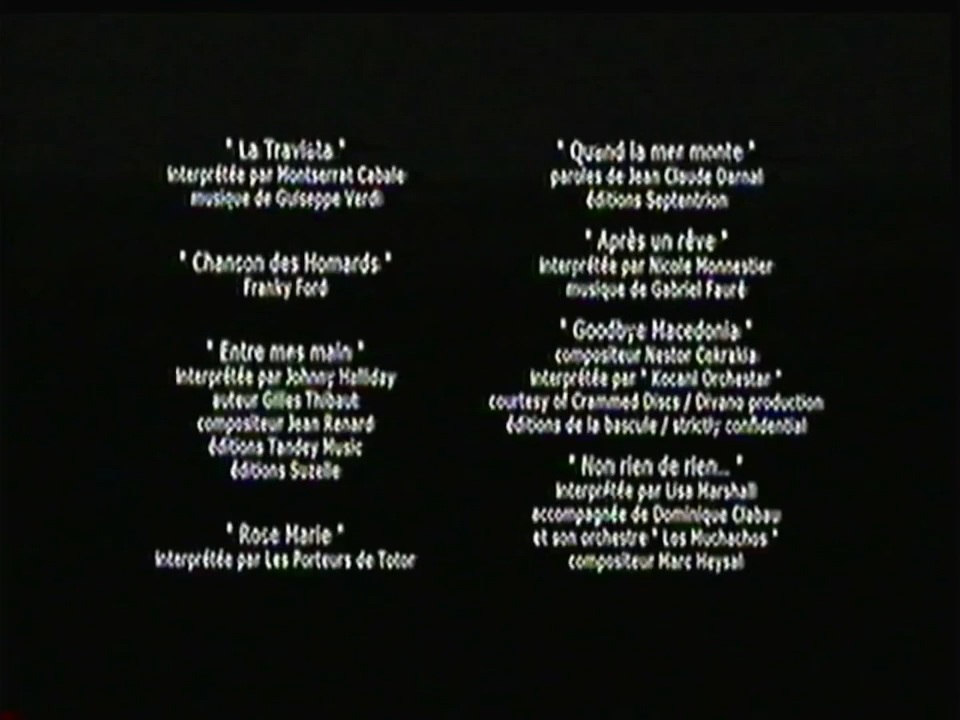 " La Traviata "
Interprétée par Montserrat Cabale
musique de Guiseppe Verdi
" Chanson des Homards "
Franky Ford
" Entre mes main "
Interprétée par Johnny Halliday
auteur Gilles Thibaut
compositeur Jean Renard
éditions Tandey Music
éditions Suzelle
" Rose Marie "
Interprétée par Les Porteurs de Totor
" Quand la mer monte "
paroles de Jean Claude Darnal
éditions Septentrion
" Après un rêve "
Interprétée par Nicole Monnestier
musique de Gabriel Fauré
" Goodbye Macedonia "
compositeur Nestor
Interprétée par " Kocani Orchestar "
courtesy of Crammed Discs / Divano production
éditions de la bascule / strictly confidential
" Non rien de rien... "
Interprétée par Lisa Marshall
accompagnée de Dominique Clabau
et son orchestre " Los Muchachos "
compositeur Marc Heysal